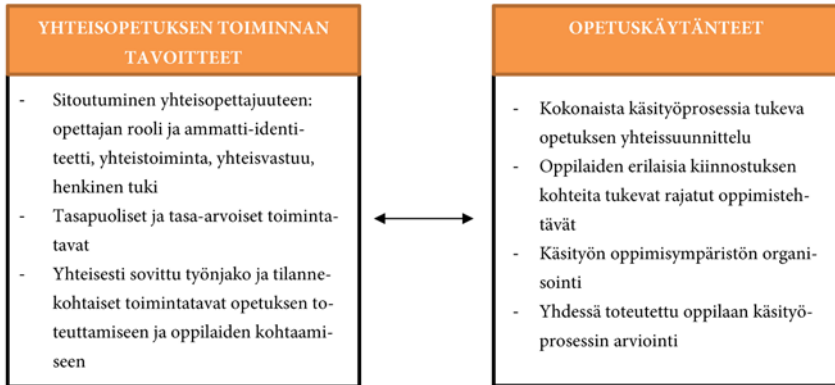 YHTEISOPETUKSEN TOIMINNAN
TAVOITTEET
- Sitoutuminen yhteisopettajuuteen:
opettajan rooli ja ammatti-identi-
teetti, yhteistoiminta, yhteisvastuu,
henkinen tuki
- Tasapuoliset ja tasa-arvoiset toiminta-
tavat
- Yhteisesti sovittu työnjako ja tilanne-
kohtaiset toimintatavat opetuksen to-
teuttamiseen ja oppilaiden kohtaami-
seen
OPETUSKÄYTÄNTEET
- Kokonaista käsityöprosessia tukeva
opetuksen yhteissuunnittelu
- Oppilaiden erilaisia kiinnostuksen
kohteita tukevat rajatut oppimisteh-
tävät
- Käsityön oppimisympäristön organi-
sointi
- Yhdessä toteutettu oppilaan käsityö-
prosessin arviointi